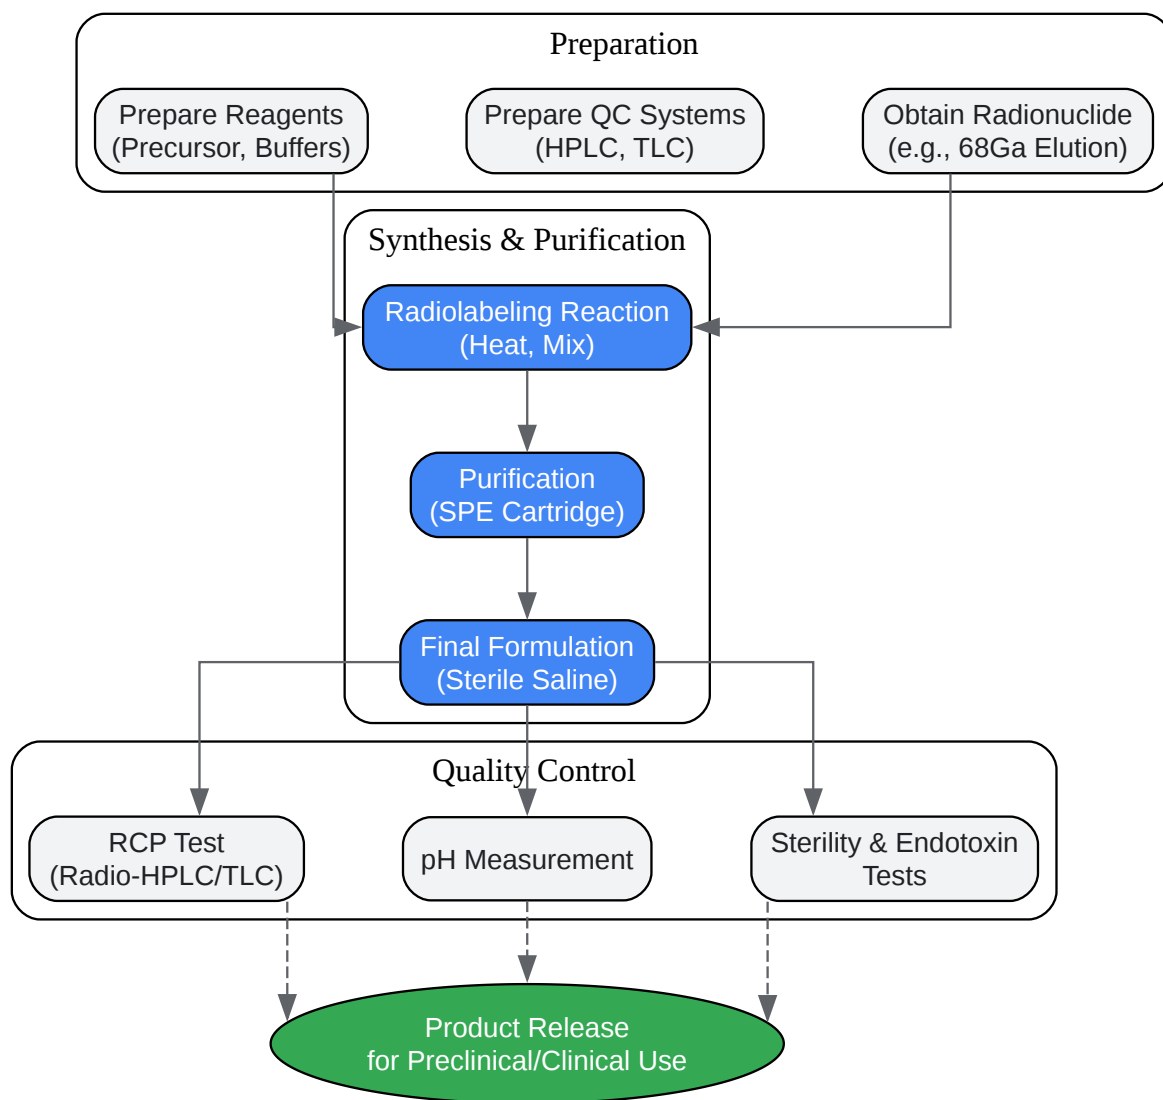 Preparation
Prepare Reagents
(Precursor, Buffers)
Prepare QC Systems
(HPLC, TLC)
Obtain Radionuclide
(e.g., 68Ga Elution)
Synthesis & Purification
Radiolabeling Reaction
(Heat, Mix)
Purification
(SPE Cartridge)
Final Formulation
(Sterile Saline)
Quality Control
RCP Test
(Radio-HPLC/TLC)
pH Measurement
Sterility & Endotoxin
Tests
Product Release
for Preclinical/Clinical Use